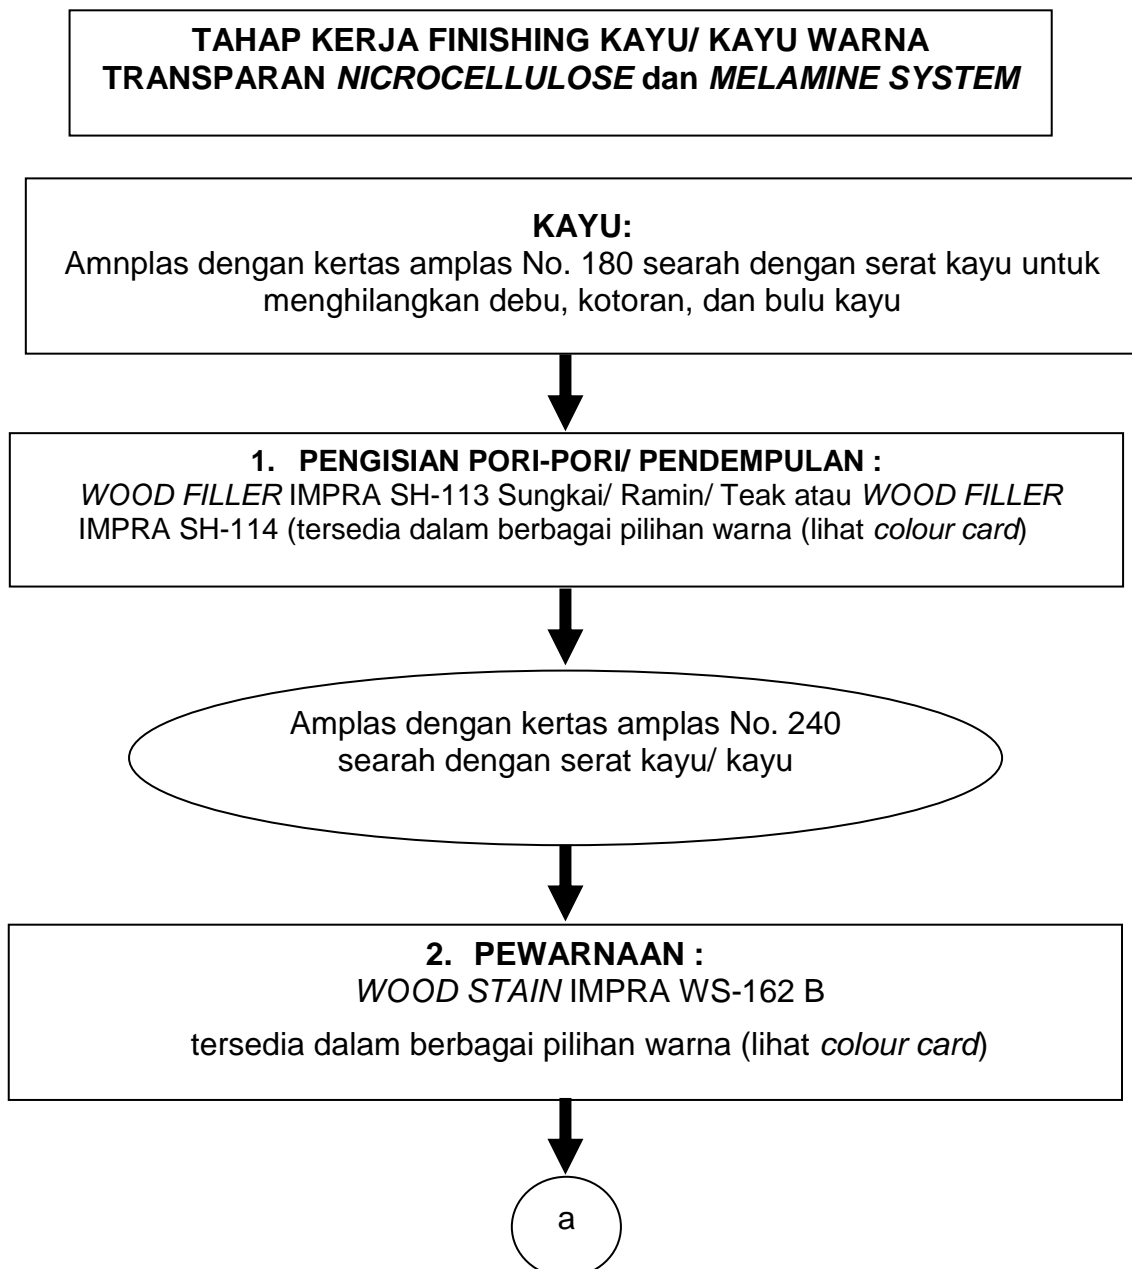 TAHAP KERJA FINISHING KAYU/ KAYU WARNA
TRANSPARAN NICROCELLULOSE dan MELAMINE SYSTEM
KAYU:
Amnplas dengan kertas amplas No. 180 searah dengan serat kayu untuk
menghilangkan debu, kotoran, dan bulu kayu
1. PENGISIAN PORI-PORI/ PENDEMPULAN :
WOOD FILLER IMPRA SH-113 Sungkai/ Ramin/ Teak atau WOOD FILLER
IMPRA SH-114 (tersedia dalam berbagai pilihan warna (lihat colour card)
Amplas dengan kertas amplas No. 240
searah dengan serat kayu/ kayu
2. PEWARNAAN :
WOOD STAIN IMPRA WS-162 B
tersedia dalam berbagai pilihan warna (lihat colour card)
a